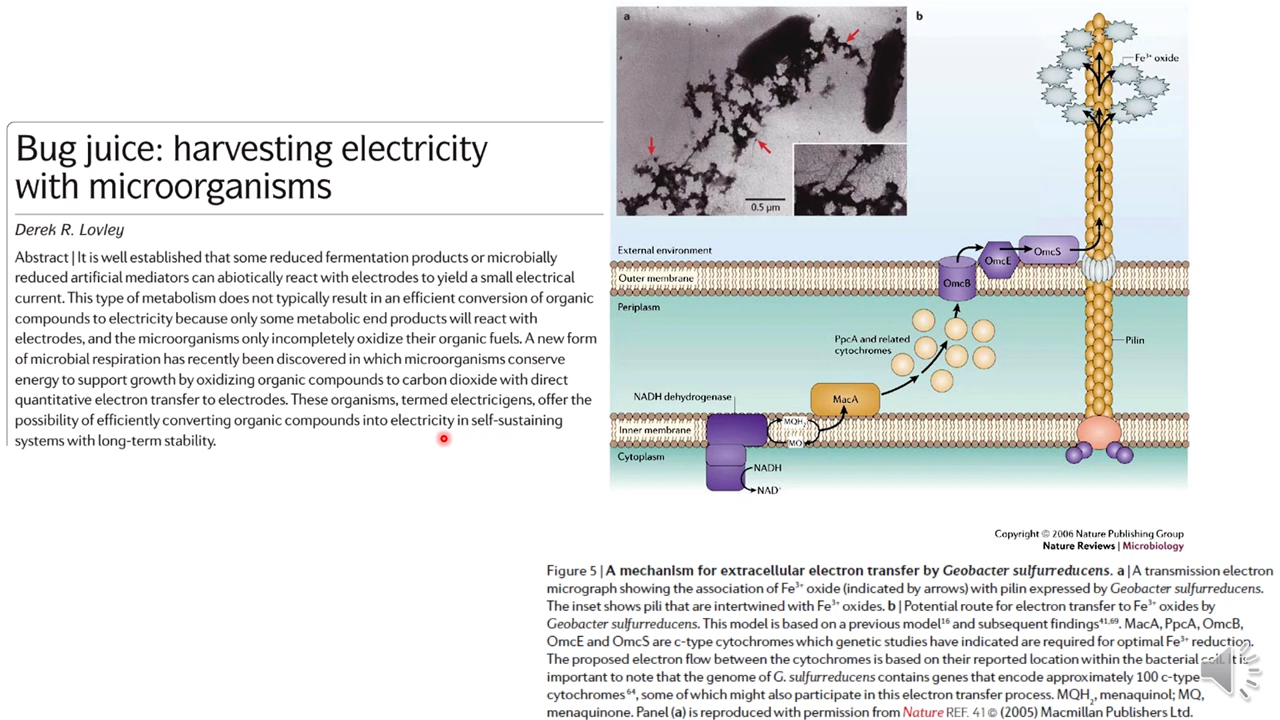 Bug juice: harvesting electricity
with microorganisms
Derek R. Lovley
Abstract | It is well established that some reduced fermentation products or microbially
reduced artificial mediators can abiotically react with electrodes to yield a small electrical
current. This type of metabolism does not typically result in an efficient conversion of organic
compounds to electricity because only some metabolic end products will react with
electrodes, and the microorganisms only incompletely oxidize their organic fuels. A new form
of microbial respiration has recently been discovered in which microorganisms conserve
energy to support growth by oxidizing organic compounds to carbon dioxide with direct
quantitative electron transfer to electrodes. These organisms, termed electricigens, offer the
possibility of efficiently converting organic compounds into electricity in self-sustaining
systems with long-term stability.
a
b
0.5 µm
Fe³⁺ oxide
External environment
OmcE
OmcS
Outer membrane
OmcB
Periplasm
PpcA and related
cytochromes
Pilin
NADH dehydrogenase
MacA
Inner membrane
MQH₂
MQ
Cytoplasm
NADH
NAD⁺
Copyright © 2006 Nature Publishing Group
Nature Reviews | Microbiology
Figure 5 | A mechanism for extracellular electron transfer by Geobacter sulfurreducens. a | A transmission electron
micrograph showing the association of Fe³⁺ oxide (indicated by arrows) with pilin expressed by Geobacter sulfurreducens.
The inset shows pili that are intertwined with Fe³⁺ oxides. b | Potential route for electron transfer to Fe³⁺ oxides by
Geobacter sulfurreducens. This model is based on a previous model¹⁶ and subsequent findings⁴¹,⁶⁹. MacA, PpcA, OmcB,
OmcE and OmcS are c-type cytochromes which genetic studies have indicated are required for optimal Fe³⁺ reduction.
The proposed electron flow between the cytochromes is based on their reported location within the bacterial cell. It is
important to note that the genome of G. sulfurreducens contains genes that encode approximately 100 c-type
cytochromes⁶⁴, some of which might also participate in this electron transfer process. MQH₂, menaquinol; MQ,
menaquinone. Panel (a) is reproduced with permission from Nature REF. 41 © (2005) Macmillan Publishers Ltd.